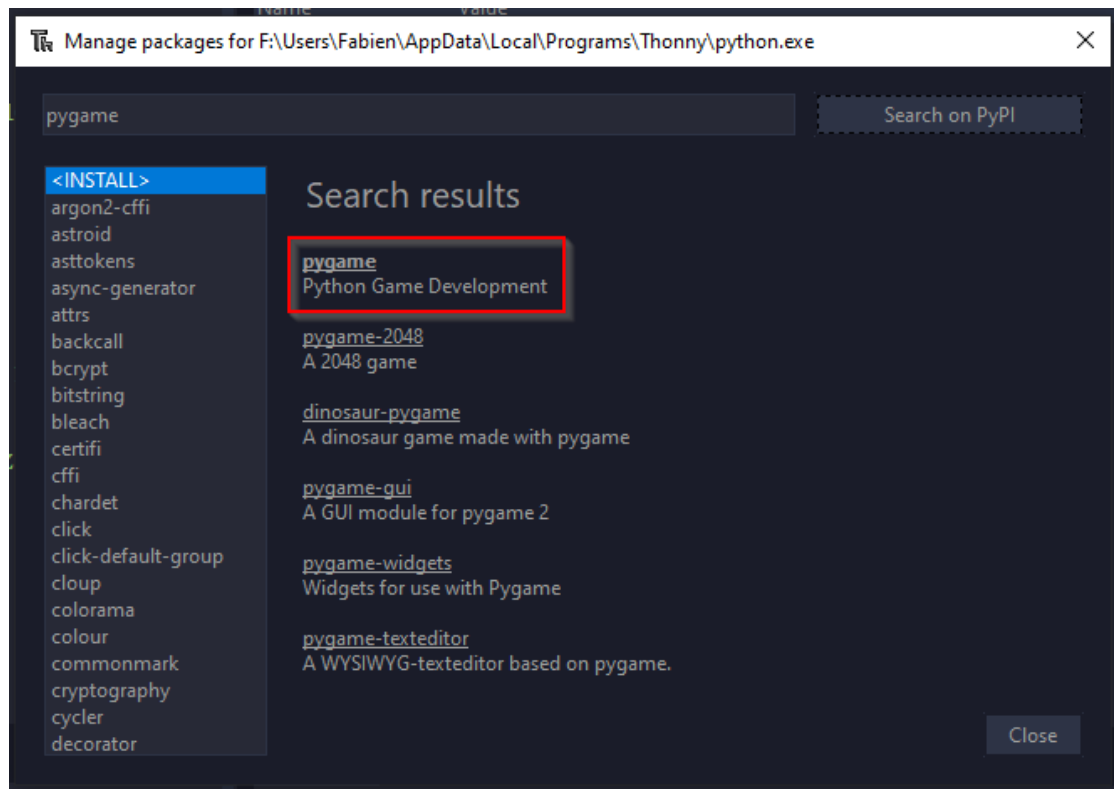 Name Value
Manage packages for F:\Users\Fabien\AppData\Local\Programs\Thonny\python.exe
pygame
Search on PyPI
<INSTALL>
argon2-cffi
astroid
asttokens
async-generator
attrs
backcall
bcrypt
bitstring
bleach
certifi
cffi
chardet
click
click-default-group
cloup
colorama
colour
commonmark
cryptography
cycler
decorator
Search results
pygame
Python Game Development
pygame-2048
A 2048 game
dinosaur-pygame
A dinosaur game made with pygame
pygame-gui
A GUI module for pygame 2
pygame-widgets
Widgets for use with Pygame
pygame-texteditor
A WYSIWYG-texteditor based on pygame.
Close